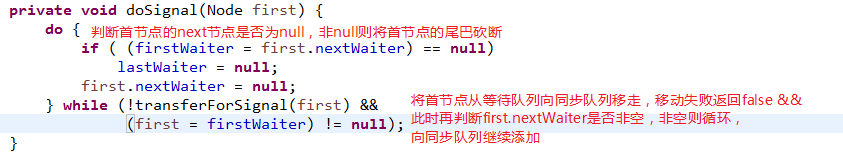 private void doSignal(Node first) {
do { 判断首节点的next节点是否为null，非null则将首节点的尾巴砍断
if ( (firstWaiter = first.nextWaiter) == null)
lastWaiter = null;
first.nextWaiter = null;
} while (!transferForSignal(first) && 将首节点从等待队列向同步队列移走，移动失败返回false &&
(first = firstWaiter) != null); 此时再判断first.nextWaiter是否非空，非空则循环，
向同步队列继续添加
}